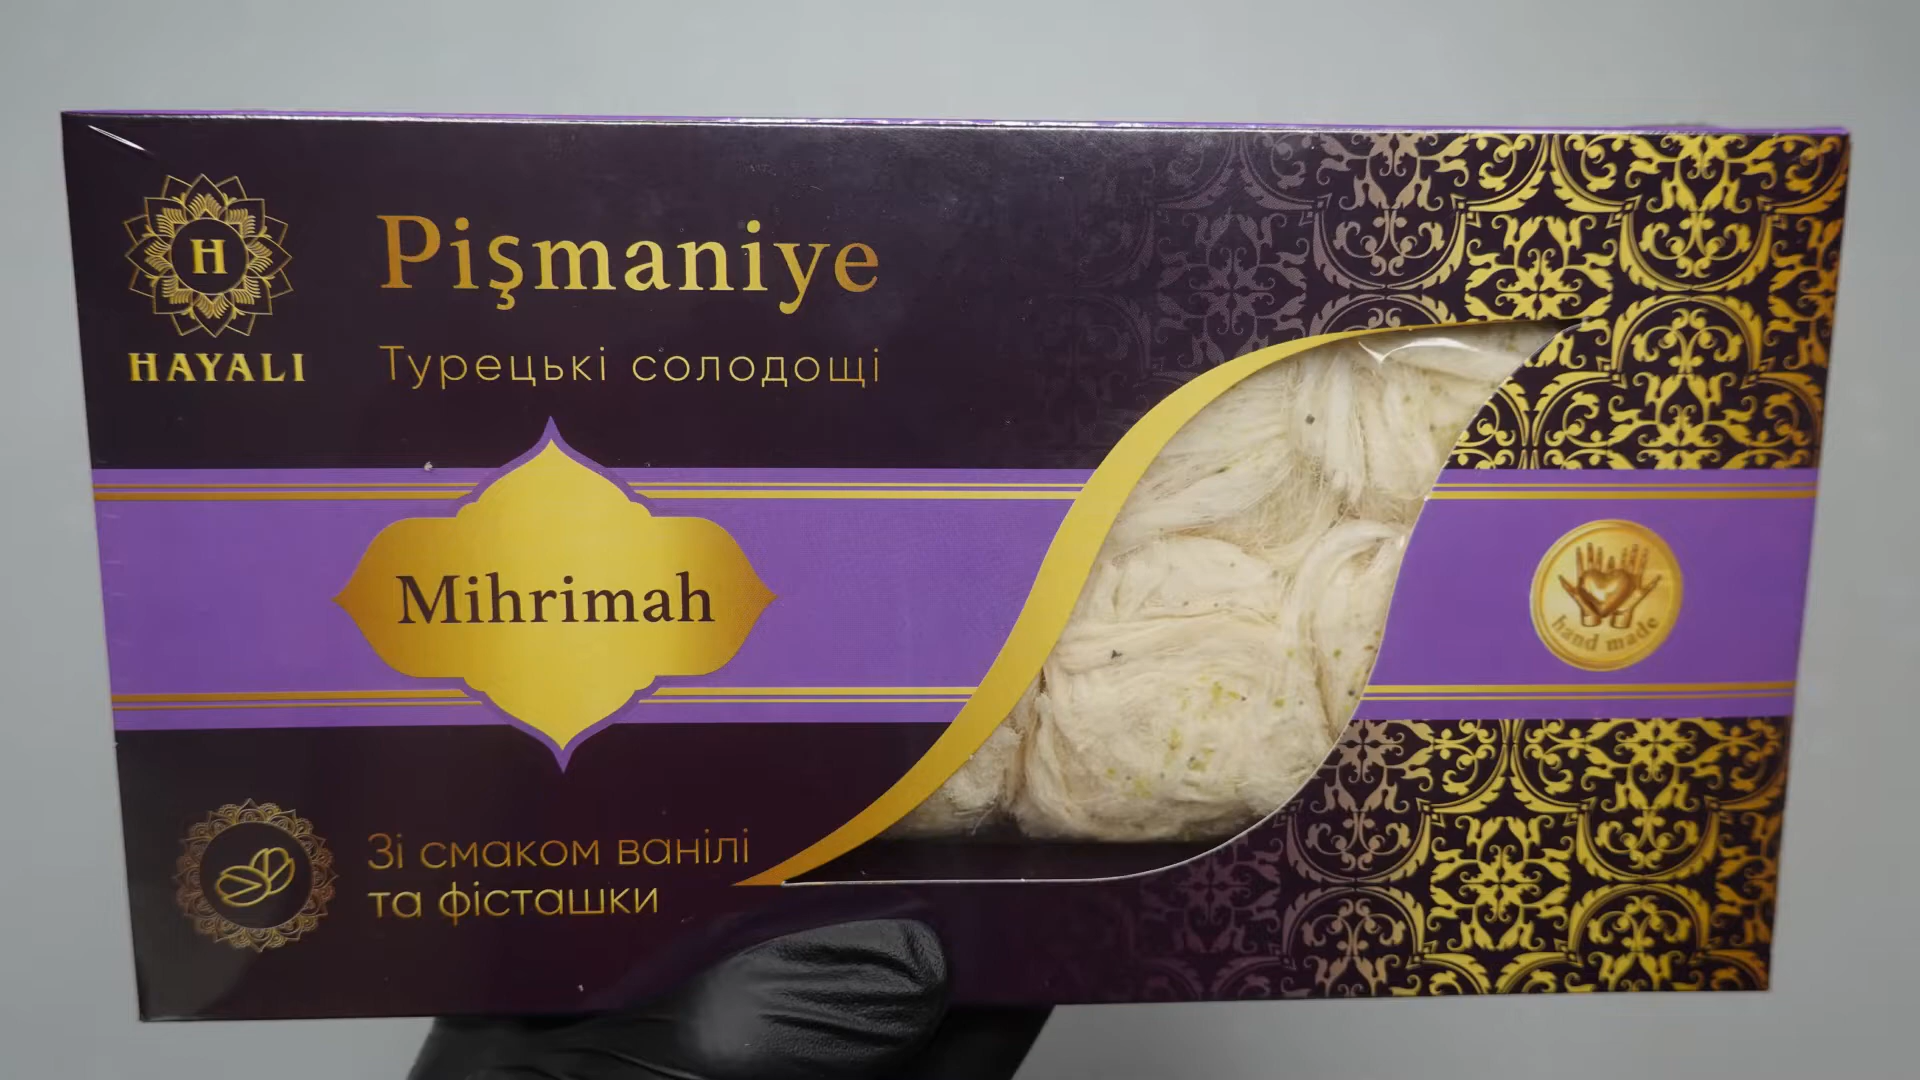 H
HAYALI
Pişmaniye
Турецькі солодощі
Mihrimah
hand made
Зі смаком ванілі
та фісташки